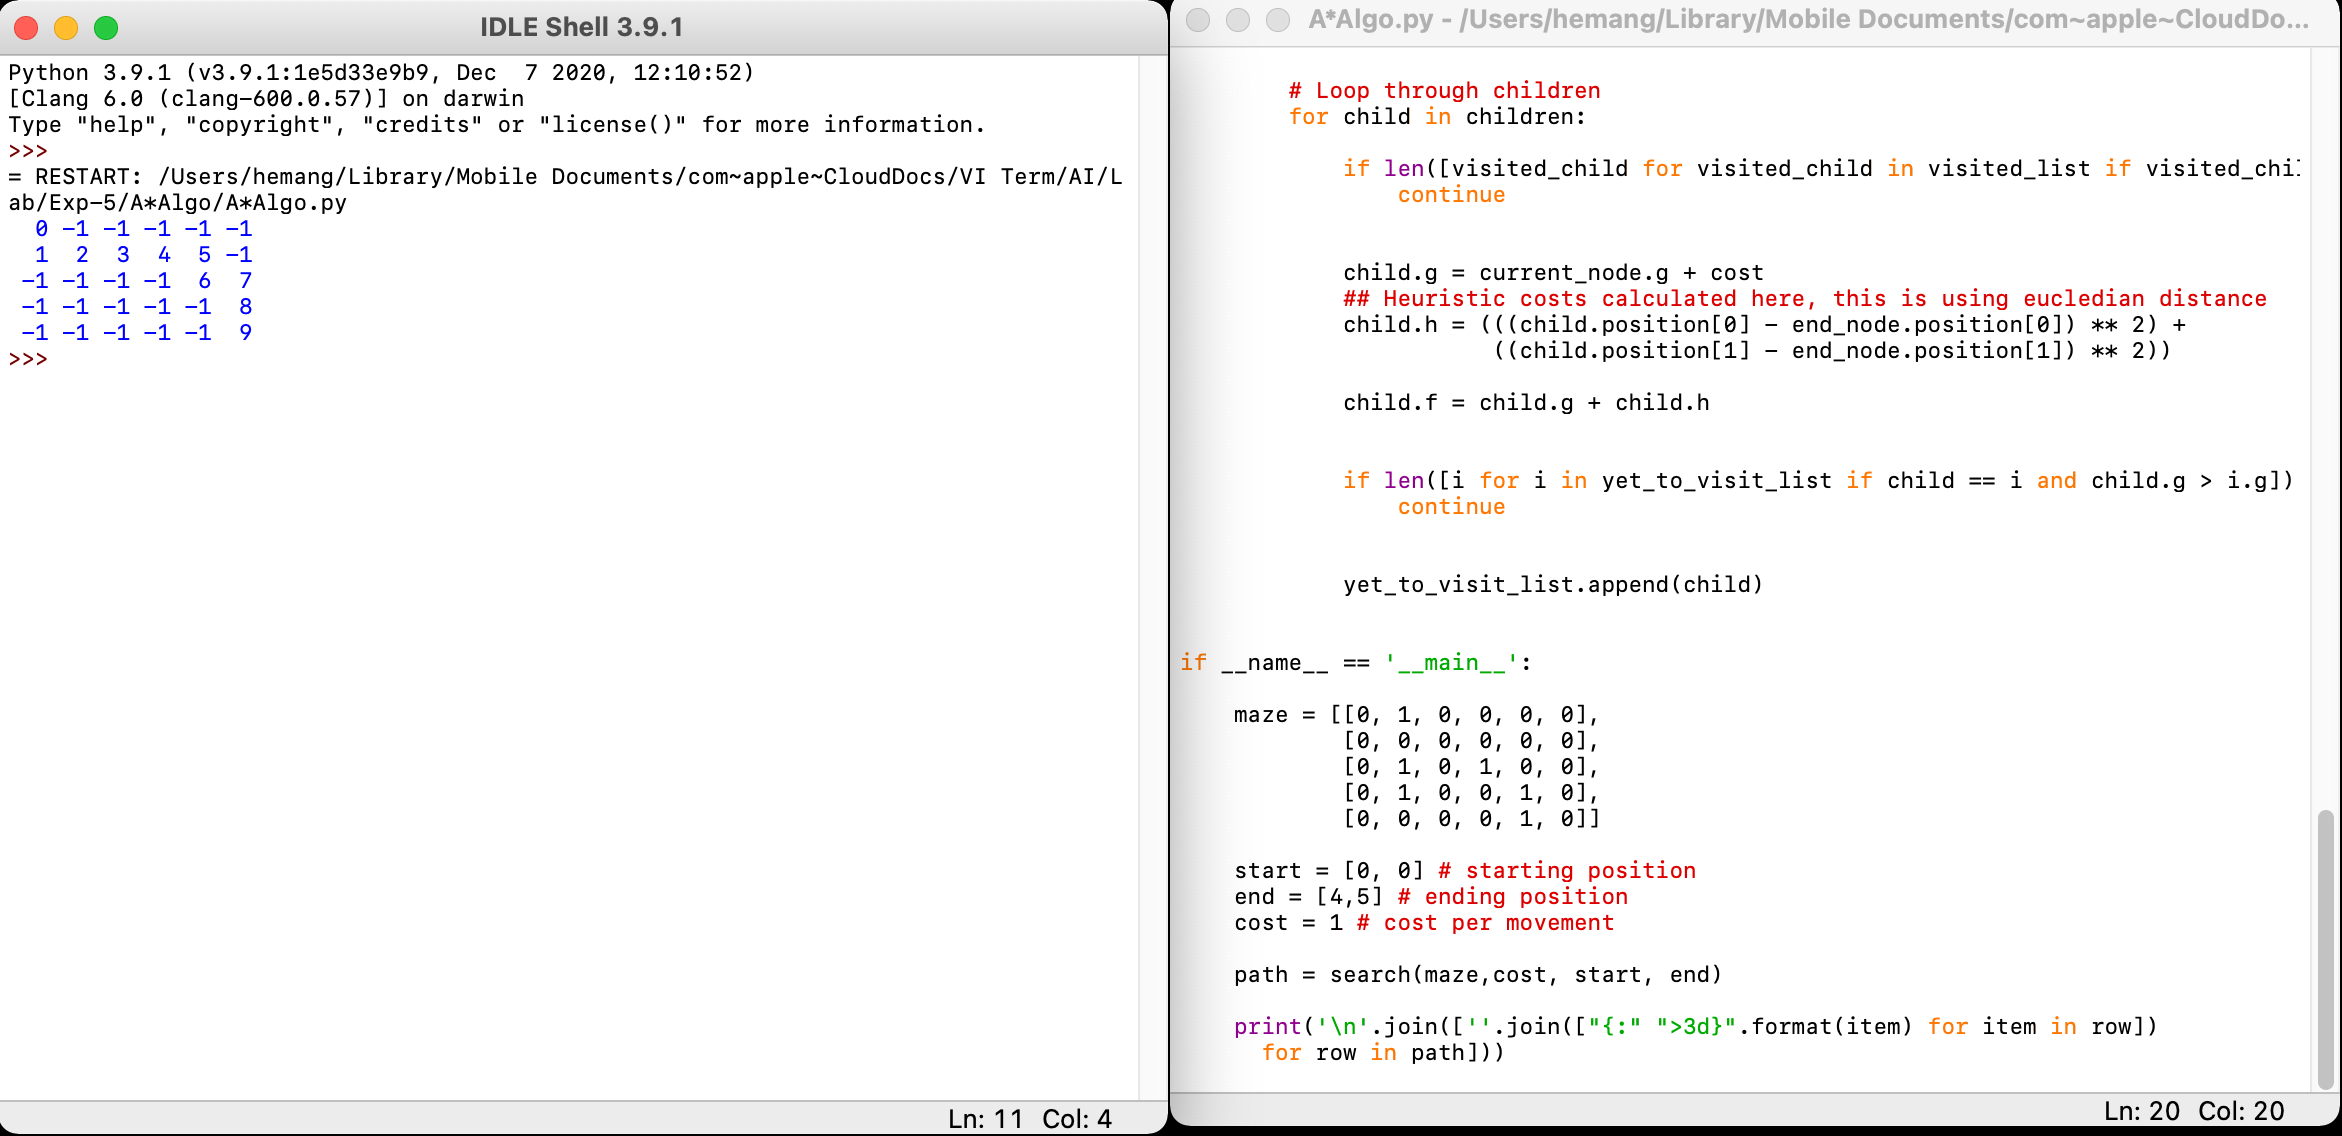 IDLE Shell 3.9.1
Python 3.9.1 (v3.9.1:1e5d33e9b9, Dec  7 2020, 12:10:52)
[Clang 6.0 (clang-600.0.57)] on darwin
Type "help", "copyright", "credits" or "license()" for more information.
>>>
= RESTART: /Users/hemang/Library/Mobile Documents/com~apple~CloudDocs/VI Term/AI/L
ab/Exp-5/A*Algo/A*Algo.py
  0 -1 -1 -1 -1 -1
  1  2  3  4  5 -1
 -1 -1 -1 -1  6  7
 -1 -1 -1 -1 -1  8
 -1 -1 -1 -1 -1  9
>>>
Ln: 11  Col: 4
A*Algo.py - /Users/hemang/Library/Mobile Documents/com~apple~CloudDo...
        # Loop through children
        for child in children:
            if len([visited_child for visited_child in visited_list if visited_chi
                continue
            child.g = current_node.g + cost
            ## Heuristic costs calculated here, this is using eucledian distance
            child.h = (((child.position[0] - end_node.position[0]) ** 2) +
                       ((child.position[1] - end_node.position[1]) ** 2))
            child.f = child.g + child.h
            if len([i for i in yet_to_visit_list if child == i and child.g > i.g])
                continue
            yet_to_visit_list.append(child)
if __name__ == '__main__':
    maze = [[0, 1, 0, 0, 0, 0],
            [0, 0, 0, 0, 0, 0],
            [0, 1, 0, 1, 0, 0],
            [0, 1, 0, 0, 1, 0],
            [0, 0, 0, 0, 1, 0]]
    start = [0, 0] # starting position
    end = [4,5] # ending position
    cost = 1 # cost per movement
    path = search(maze,cost, start, end)
    print('\n'.join([''.join(["{:" ">3d}".format(item) for item in row])
      for row in path]))
Ln: 20  Col: 20